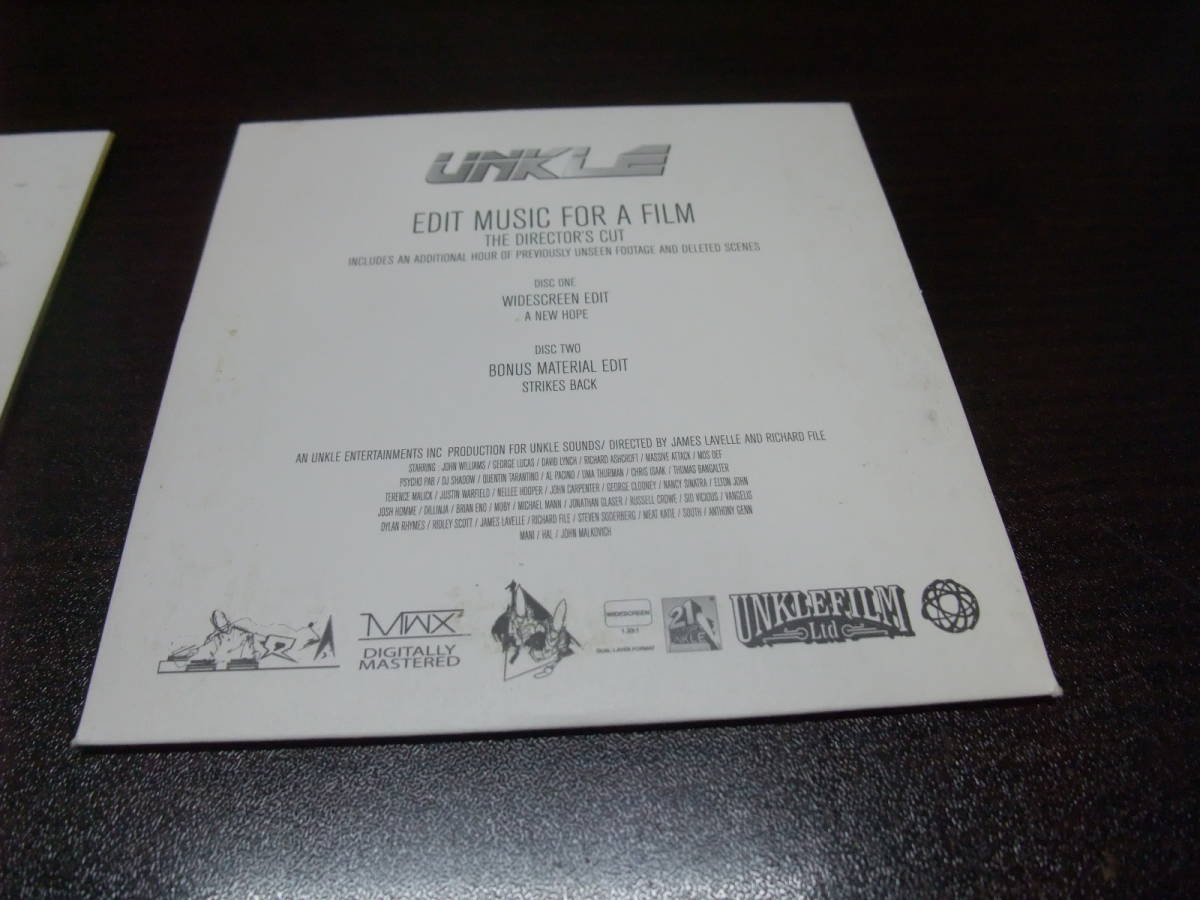 UNKLE
EDIT MUSIC FOR A FILM
THE DIRECTOR'S CUT
INCLUDES AN ADDITIONAL HOUR OF PREVIOUSLY UNSEEN FOOTAGE AND DELETED SCENES
DISC ONE
WIDESCREEN EDIT
A NEW HOPE
DISC TWO
BONUS MATERIAL EDIT
STRIKES BACK
AN UNKLE ENTERTAINMENTS INC PRODUCTION FOR UNKLE SOUNDS/ DIRECTED BY JAMES LAVELLE AND RICHARD FILE
STARRING : JOHN WILLIAMS / GEORGE LUCAS / DAVID LYNCH / RICHARD ASHCROFT / MASSIVE ATTACK / MOS DEF
PSYCHO PAB / DJ SHADOW / QUENTIN TARANTINO / AL PACINO / UMA THURMAN / CHRIS ISAAK / THOMAS BANGALTER
TERENCE MALICK / JUSTIN WARFIELD / NELLEE HOOPER / JOHN CARPENTER / GEORGE CLOONEY / NANCY SINATRA / ELTON JOHN
JOSH HOMME / DILLINJA / BRIAN ENO / MOBY / MICHAEL MANN / JONATHAN GLASER / RUSSELL CROWE / SID VICIOUS / VANGELIS
DYLAN RHYMES / RIDLEY SCOTT / JAMES LAVELLE / RICHARD FILE / STEVEN SODERBERG / MEAT KATIE / SOOTH / ANTHONY GENN
MANI / HAL / JOHN MALKOVICH
MWX
DIGITALLY
MASTERED
WIDESCREEN
DUAL LAYER FORMAT
21
UNKLEFILM
Ltd